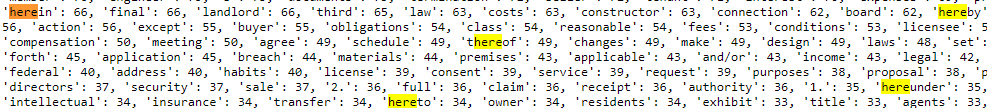 'herein': 66, 'final': 66, 'landlord': 66, 'third': 65, 'law': 63, 'costs': 63, 'constructor': 63, 'connection': 62, 'board': 62, 'hereby'
56, 'action': 56, 'except': 55, 'buyer': 55, 'obligations': 54, 'class': 54, 'reasonable': 54, 'fees': 53, 'conditions': 53, 'licensee': 5
'compensation': 50, 'meeting': 50, 'agree': 49, 'schedule': 49, 'thereof': 49, 'changes': 49, 'make': 49, 'design': 49, 'laws': 48, 'set':
'forth': 45, 'application': 45, 'breach': 44, 'materials': 44, 'premises': 43, 'applicable': 43, 'and/or': 43, 'income': 43, 'legal': 42,
'federal': 40, 'address': 40, 'habits': 40, 'license': 39, 'consent': 39, 'service': 39, 'request': 39, 'purposes': 38, 'proposal': 38, 'p
'directors': 37, 'security': 37, 'sale': 37, '2.': 36, 'full': 36, 'claim': 36, 'receipt': 36, 'authority': 36, '1.': 35, 'hereunder': 35,
'intellectual': 34, 'insurance': 34, 'transfer': 34, 'hereto': 34, 'owner': 34, 'residents': 34, 'exhibit': 33, 'title': 33, 'agents': 33,